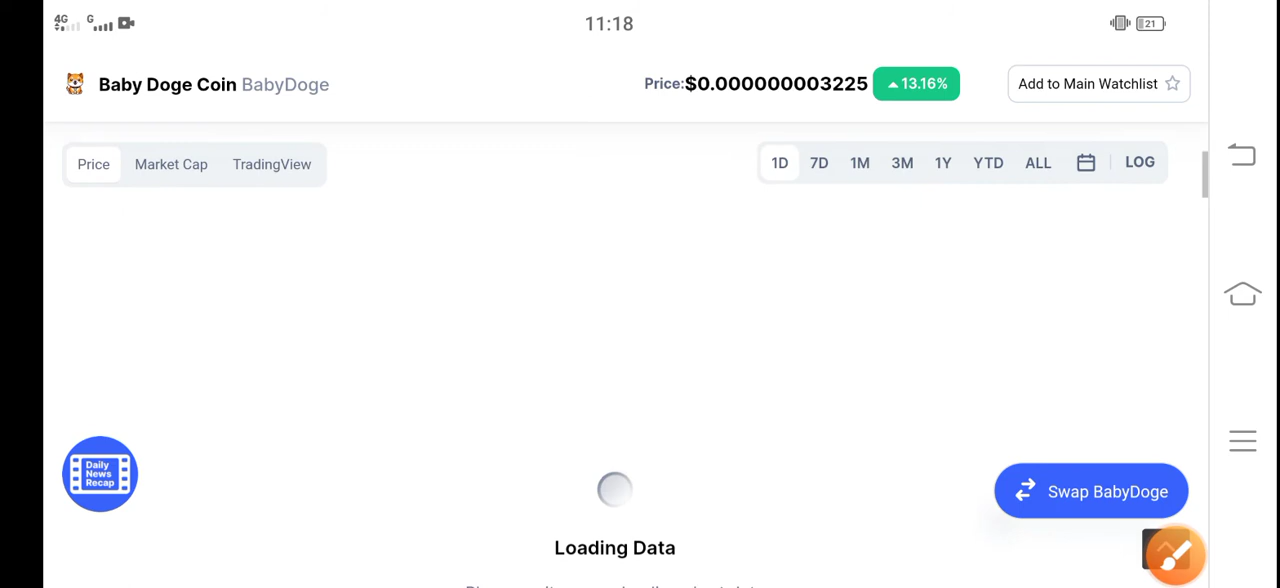 4G G 11:18 21
Baby Doge Coin BabyDoge Price:$0.000000003225 13.16% Add to Main Watchlist
Price Market Cap TradingView 1D 7D 1M 3M 1Y YTD ALL LOG
Daily
News
Recap
Swap BabyDoge
Loading Data